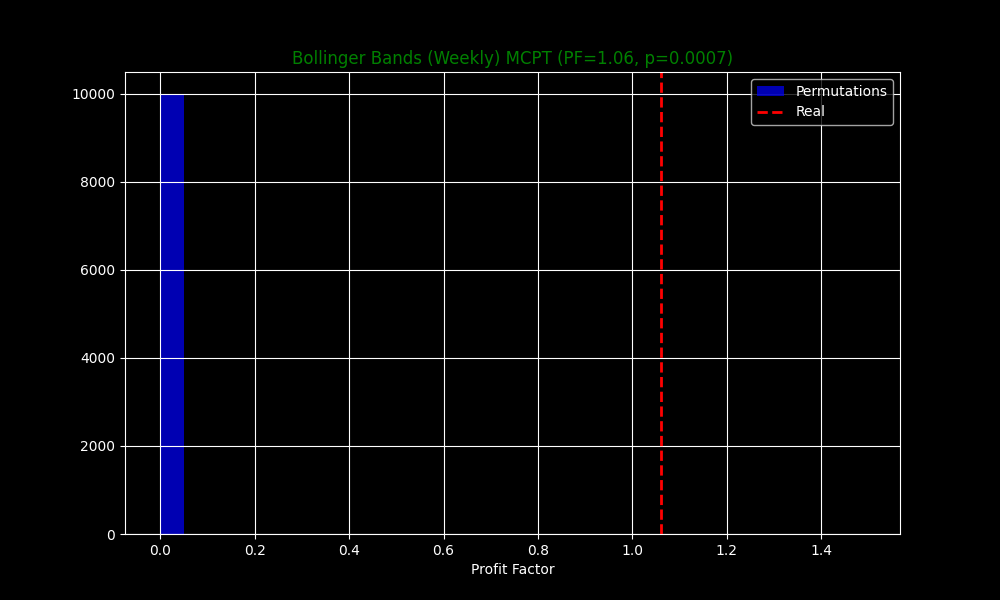 Bollinger Bands (Weekly) MCPT (PF=1.06, p=0.0007)
Permutations
Real
10000
8000
6000
4000
2000
0
0.0 0.2 0.4 0.6 0.8 1.0 1.2 1.4
Profit Factor